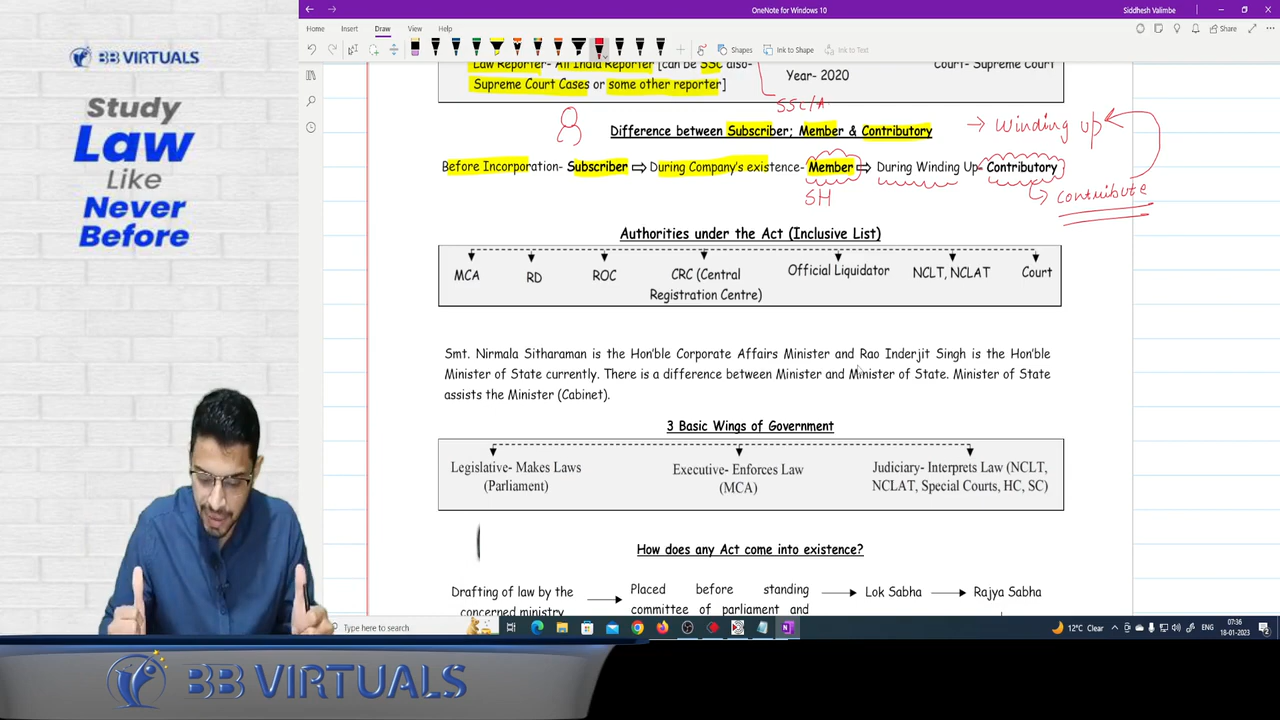 OneNote for Windows 10
Siddhesh Valimbe
Home Insert Draw View Help
Share
Shapes
Ink to Shape
Ink to Text
BB VIRTUALS
Study
Law
Like
Never
Before
Law Reporter- All India Reporter [can be SSC also-
Supreme Court Cases or some other reporter]
Year- 2020
Court- Supreme Court
SSC/A
Difference between Subscriber; Member & Contributory
→ Winding up
Before Incorporation- Subscriber ⇨ During Company's existence- Member ⇨ During Winding Up- Contributory
SH
→ contribute
Authorities under the Act (Inclusive List)
MCA
RD
ROC
CRC (Central
Registration Centre)
Official Liquidator
NCLT, NCLAT
Court
Smt. Nirmala Sitharaman is the Hon'ble Corporate Affairs Minister and Rao Inderjit Singh is the Hon'ble
Minister of State currently. There is a difference between Minister and Minister of State. Minister of State
assists the Minister (Cabinet).
3 Basic Wings of Government
Legislative- Makes Laws
(Parliament)
Executive- Enforces Law
(MCA)
Judiciary- Interprets Law (NCLT,
NCLAT, Special Courts, HC, SC)
How does any Act come into existence?
Drafting of law by the
concerned ministry
Placed before standing
committee of parliament and
Lok Sabha
Rajya Sabha
Type here to search
12°C Clear
ENG
07:36
18-01-2023
BB VIRTUALS